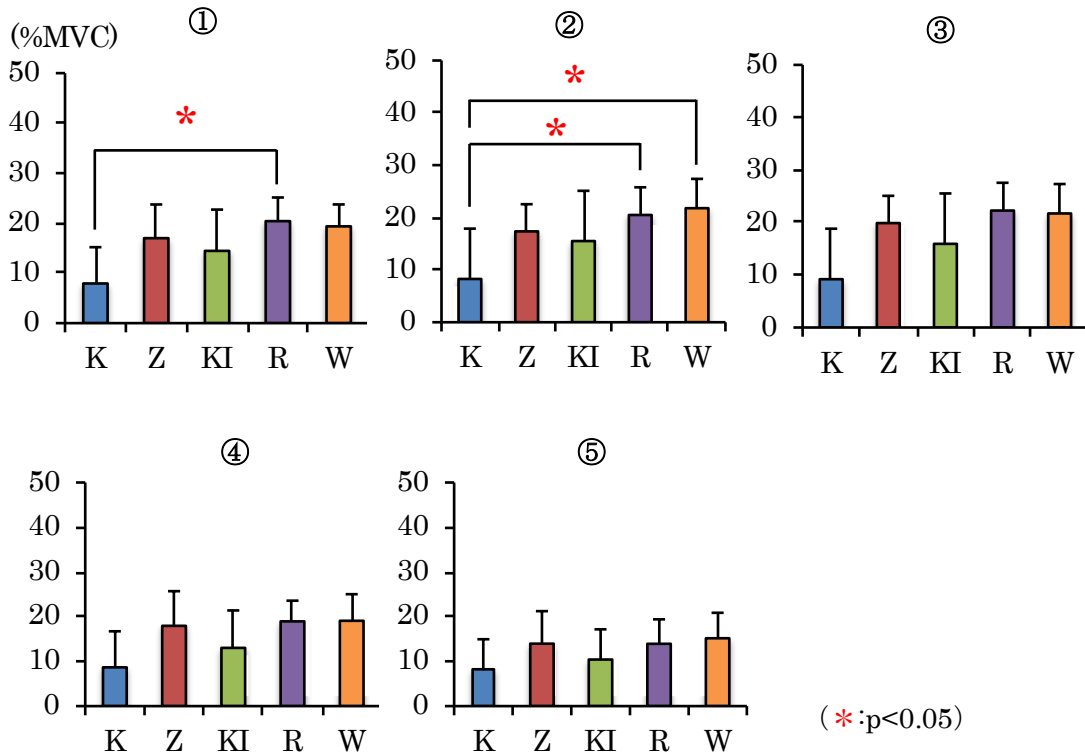 (%MVC)
① ② ③
50 50 50
40 40 40
30 30 30
20 20 20
10 10 10
0 0 0
K Z KI R W K Z KI R W K Z KI R W
* * *
④ ⑤
50 50
40 40
30 30
20 20
10 10
0 0
K Z KI R W K Z KI R W
(*:p<0.05)